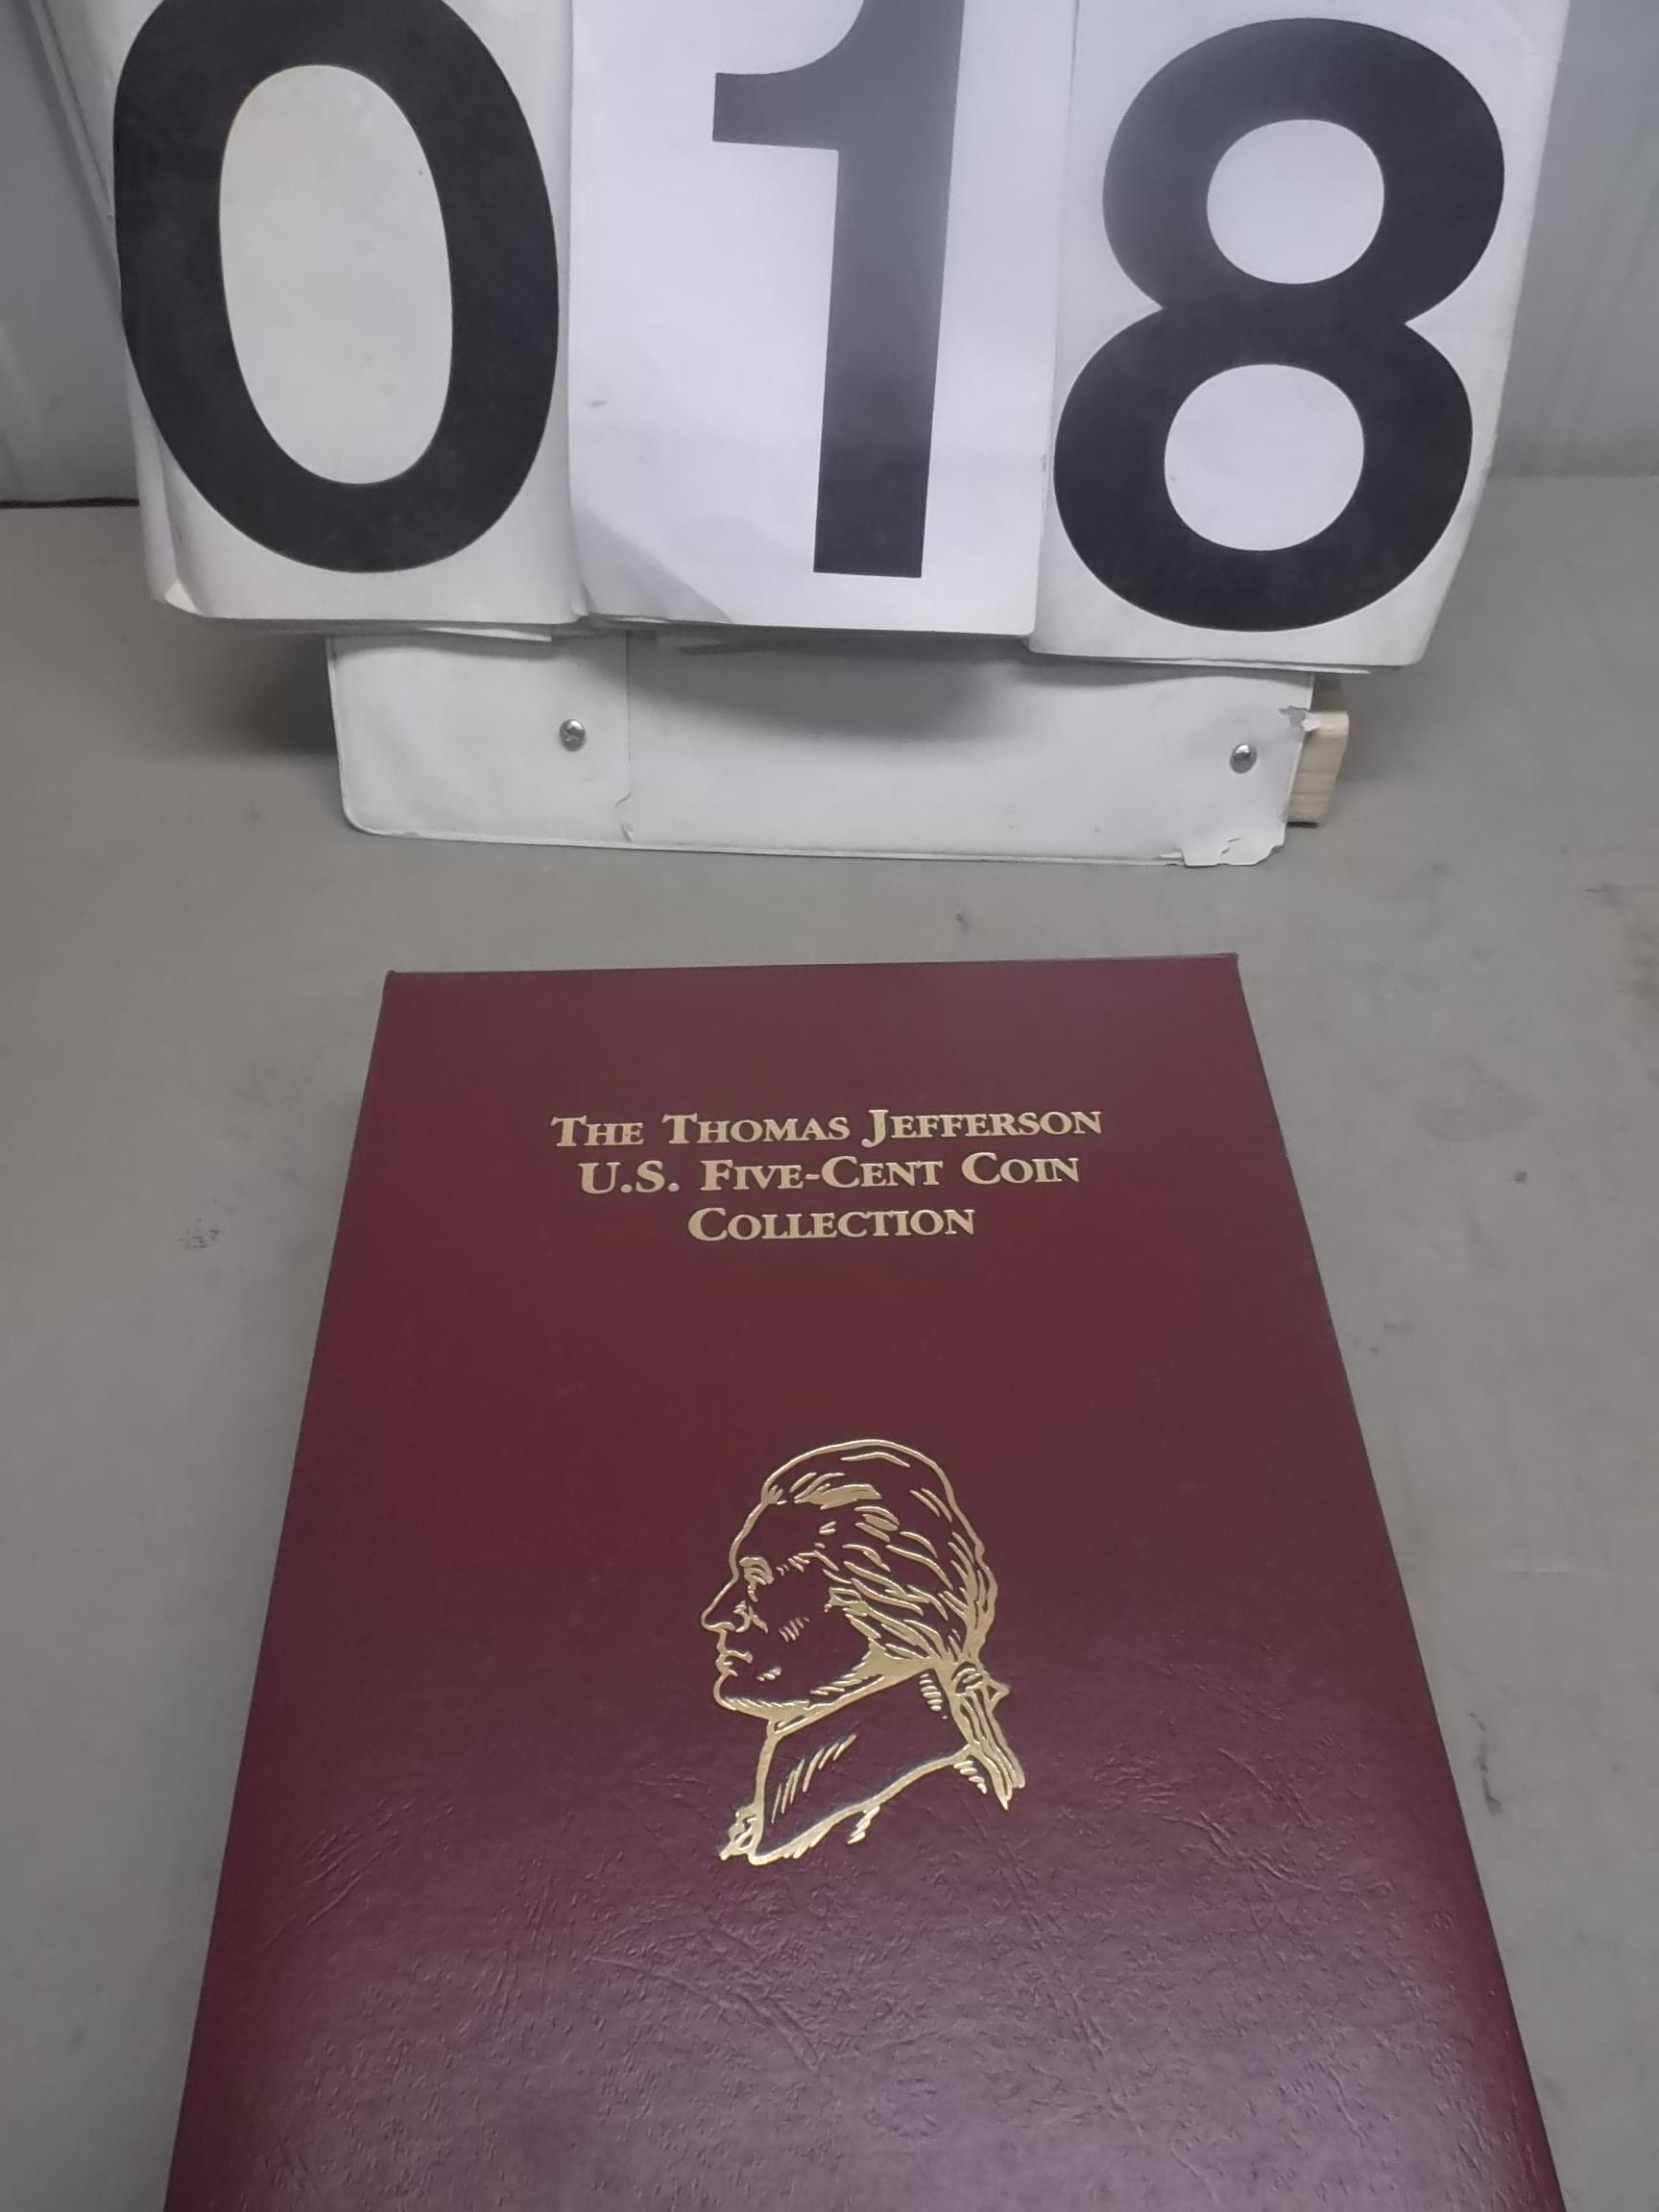 018
THE THOMAS JEFFERSON
U.S. FIVE-CENT COIN
COLLECTION